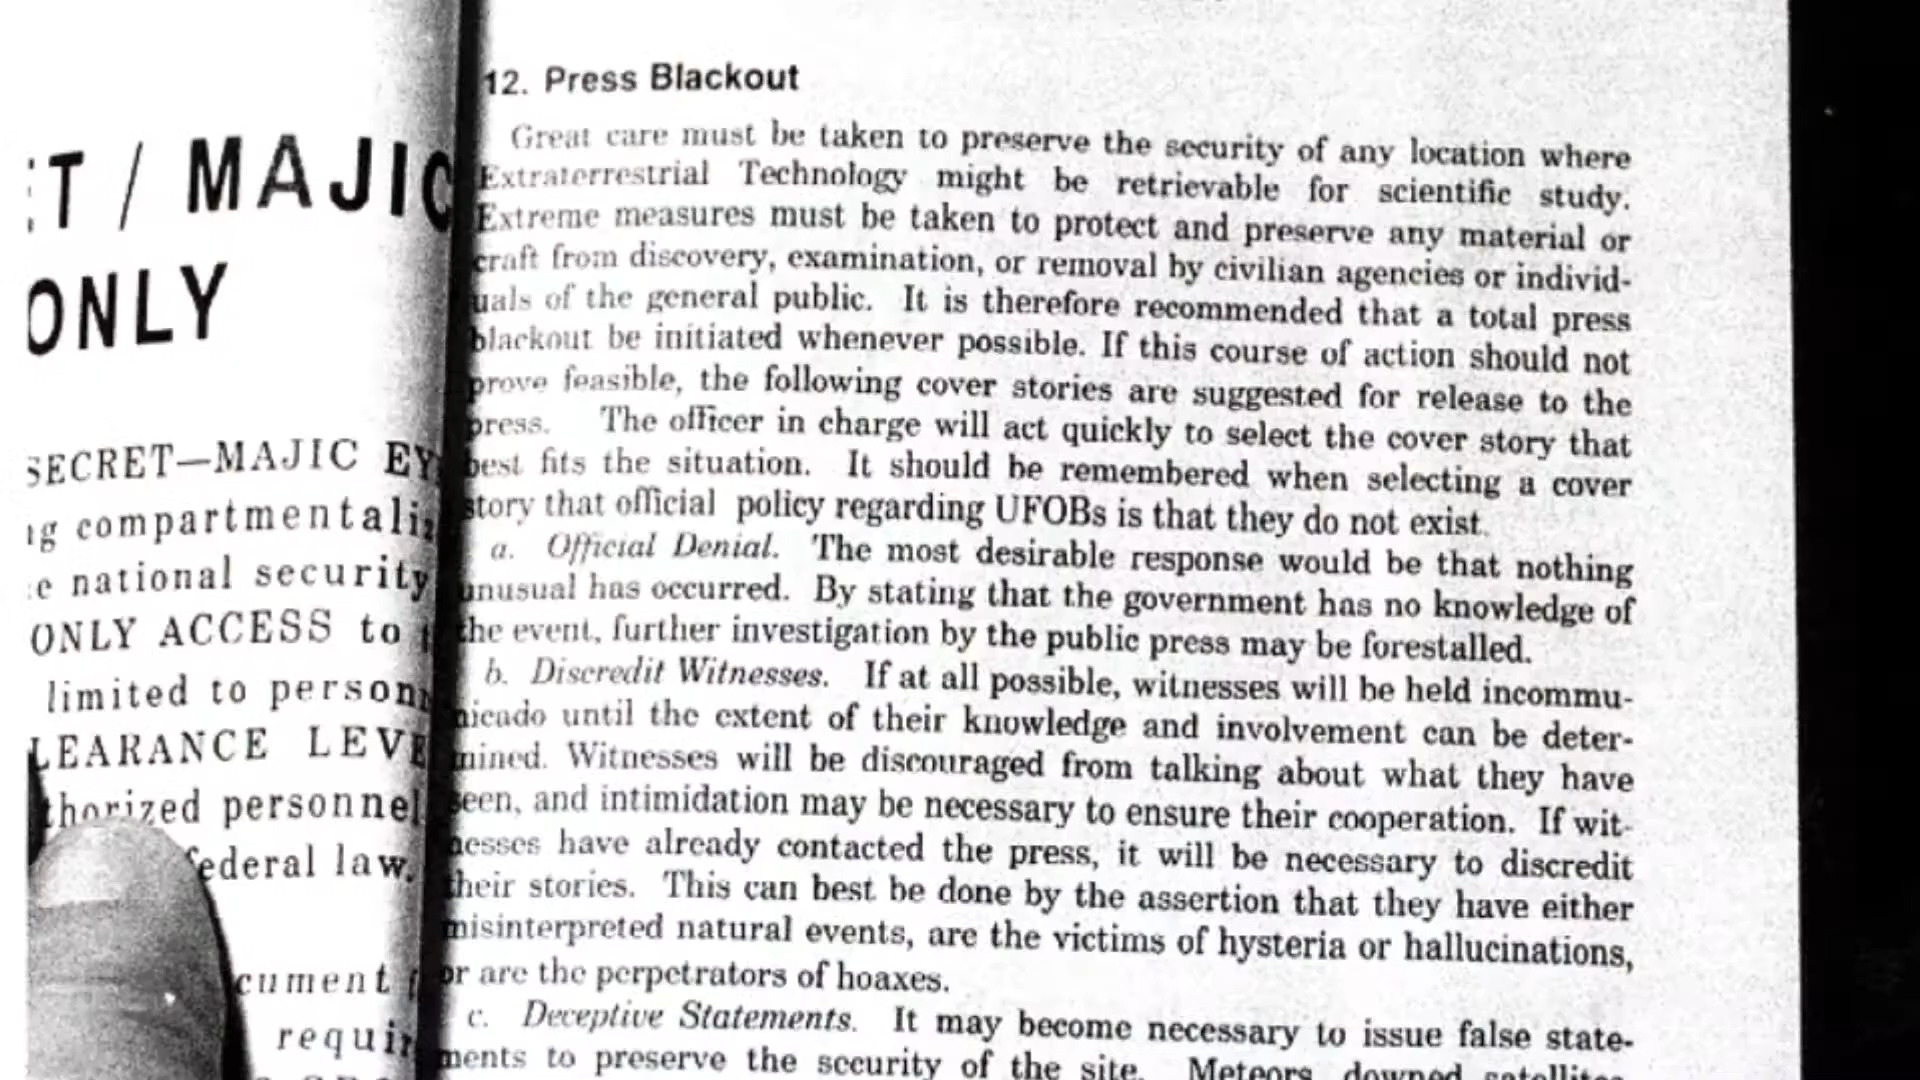 T / MAJIC
ONLY
SECRET—MAJIC EY
compartmentali
national security
ONLY ACCESS to
limited to person
LEARANCE LEVE
thorized personnel
federal law.
cument
requir
12. Press Blackout
Great care must be taken to preserve the security of any location where
Extraterrestrial Technology might be retrievable for scientific study.
Extreme measures must be taken to protect and preserve any material or
craft from discovery, examination, or removal by civilian agencies or individ-
uals of the general public. It is therefore recommended that a total press
blackout be initiated whenever possible. If this course of action should not
prove feasible, the following cover stories are suggested for release to the
press. The officer in charge will act quickly to select the cover story that
best fits the situation. It should be remembered when selecting a cover
story that official policy regarding UFOBs is that they do not exist.
a. Official Denial. The most desirable response would be that nothing
unusual has occurred. By stating that the government has no knowledge of
the event, further investigation by the public press may be forestalled.
b. Discredit Witnesses. If at all possible, witnesses will be held incommu-
nicado until the extent of their knowledge and involvement can be deter-
mined. Witnesses will be discouraged from talking about what they have
seen, and intimidation may be necessary to ensure their cooperation. If wit-
nesses have already contacted the press, it will be necessary to discredit
their stories. This can best be done by the assertion that they have either
misinterpreted natural events, are the victims of hysteria or hallucinations,
or are the perpetrators of hoaxes.
c. Deceptive Statements. It may become necessary to issue false state-
ments to preserve the security of the site. Meteors, downed satellites,